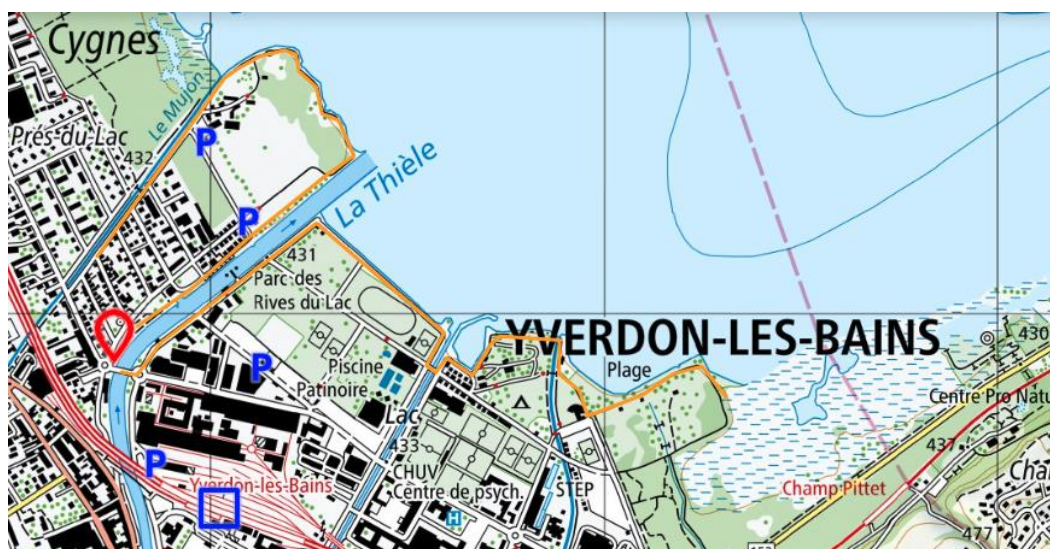 Cygnes
Le Mujon
Prés-du-Lac
P
432
La Thièle
P
431
Parc des
Rives du Lac
YVERDON-LES-BAINS
430
P
Piscine
Patinoire
Plage
Centre Pro Natu
Lac
433
437
CHUV
Centre de psych.
P
Yverdon-les-Bains
STEP
Champ Pittet
Cha
H
477